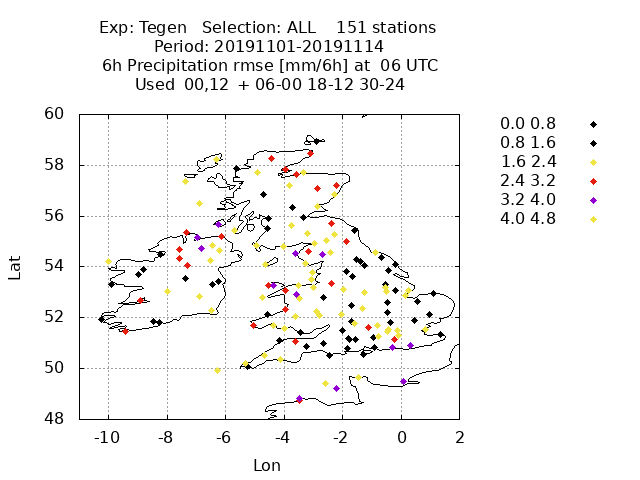 Exp: Tegen Selection: ALL 151 stations
Period: 20191101-20191114
6h Precipitation rmse [mm/6h] at 06 UTC
Used 00,12 + 06-00 18-12 30-24
60
58
56
54
52
50
48
Lat
-10 -8 -6 -4 -2 0 2
Lon
0.0 0.8
0.8 1.6
1.6 2.4
2.4 3.2
3.2 4.0
4.0 4.8